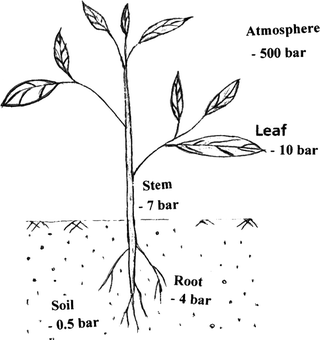 Atmosphere
- 500 bar
Leaf
- 10 bar
Stem
- 7 bar
Root
- 4 bar
Soil
- 0.5 bar